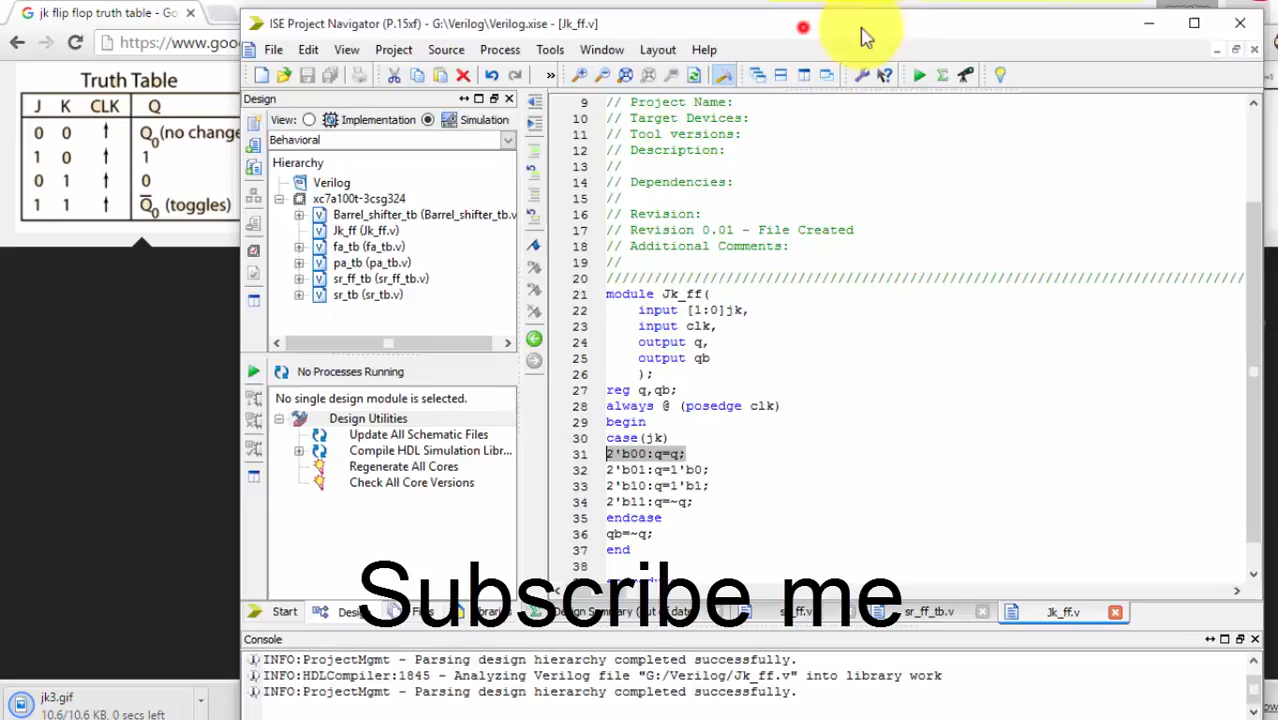 jk flip flop truth table - Go
https://www.goo
Truth Table
J K CLK Q
0 0 ↑ Q0 (no change
1 0 ↑ 1
0 1 ↑ 0
1 1 ↑ Q̅0 (toggles)
jk3.gif
10.6/10.6 KB, 0 secs left
ISE Project Navigator (P.15xf) - G:\Verilog\Verilog.xise - [Jk_ff.v]
File Edit View Project Source Process Tools Window Layout Help
Design
View: Implementation Simulation
Behavioral
Hierarchy
Verilog
xc7a100t-3csg324
Barrel_shifter_tb (Barrel_shifter_tb.v
Jk_ff (Jk_ff.v)
fa_tb (fa_tb.v)
pa_tb (pa_tb.v)
sr_ff_tb (sr_ff_tb.v)
sr_tb (sr_tb.v)
No Processes Running
No single design module is selected.
Design Utilities
Update All Schematic Files
Compile HDL Simulation Libr...
Regenerate All Cores
Check All Core Versions
9 // Project Name:
10 // Target Devices:
11 // Tool versions:
12 // Description:
13 //
14 // Dependencies:
15 //
16 // Revision:
17 // Revision 0.01 - File Created
18 // Additional Comments:
19 //
20 ////////////////////////////////////////////////////////////////////////////////
21 module Jk_ff(
22 input [1:0]jk,
23 input clk,
24 output q,
25 output qb
26 );
27 reg q,qb;
28 always @ (posedge clk)
29 begin
30 case(jk)
31 2'b00:q=q;
32 2'b01:q=1'b0;
33 2'b10:q=1'b1;
34 2'b11:q=~q;
35 endcase
36 qb=~q;
37 end
38
Subscribe me
Start
sr_ff_tb.v
Jk_ff.v
Console
INFO:ProjectMgmt - Parsing design hierarchy completed successfully.
INFO:HDLCompiler:1845 - Analyzing Verilog file "G:/Verilog/Jk_ff.v" into library work
INFO:ProjectMgmt - Parsing design hierarchy completed successfully.